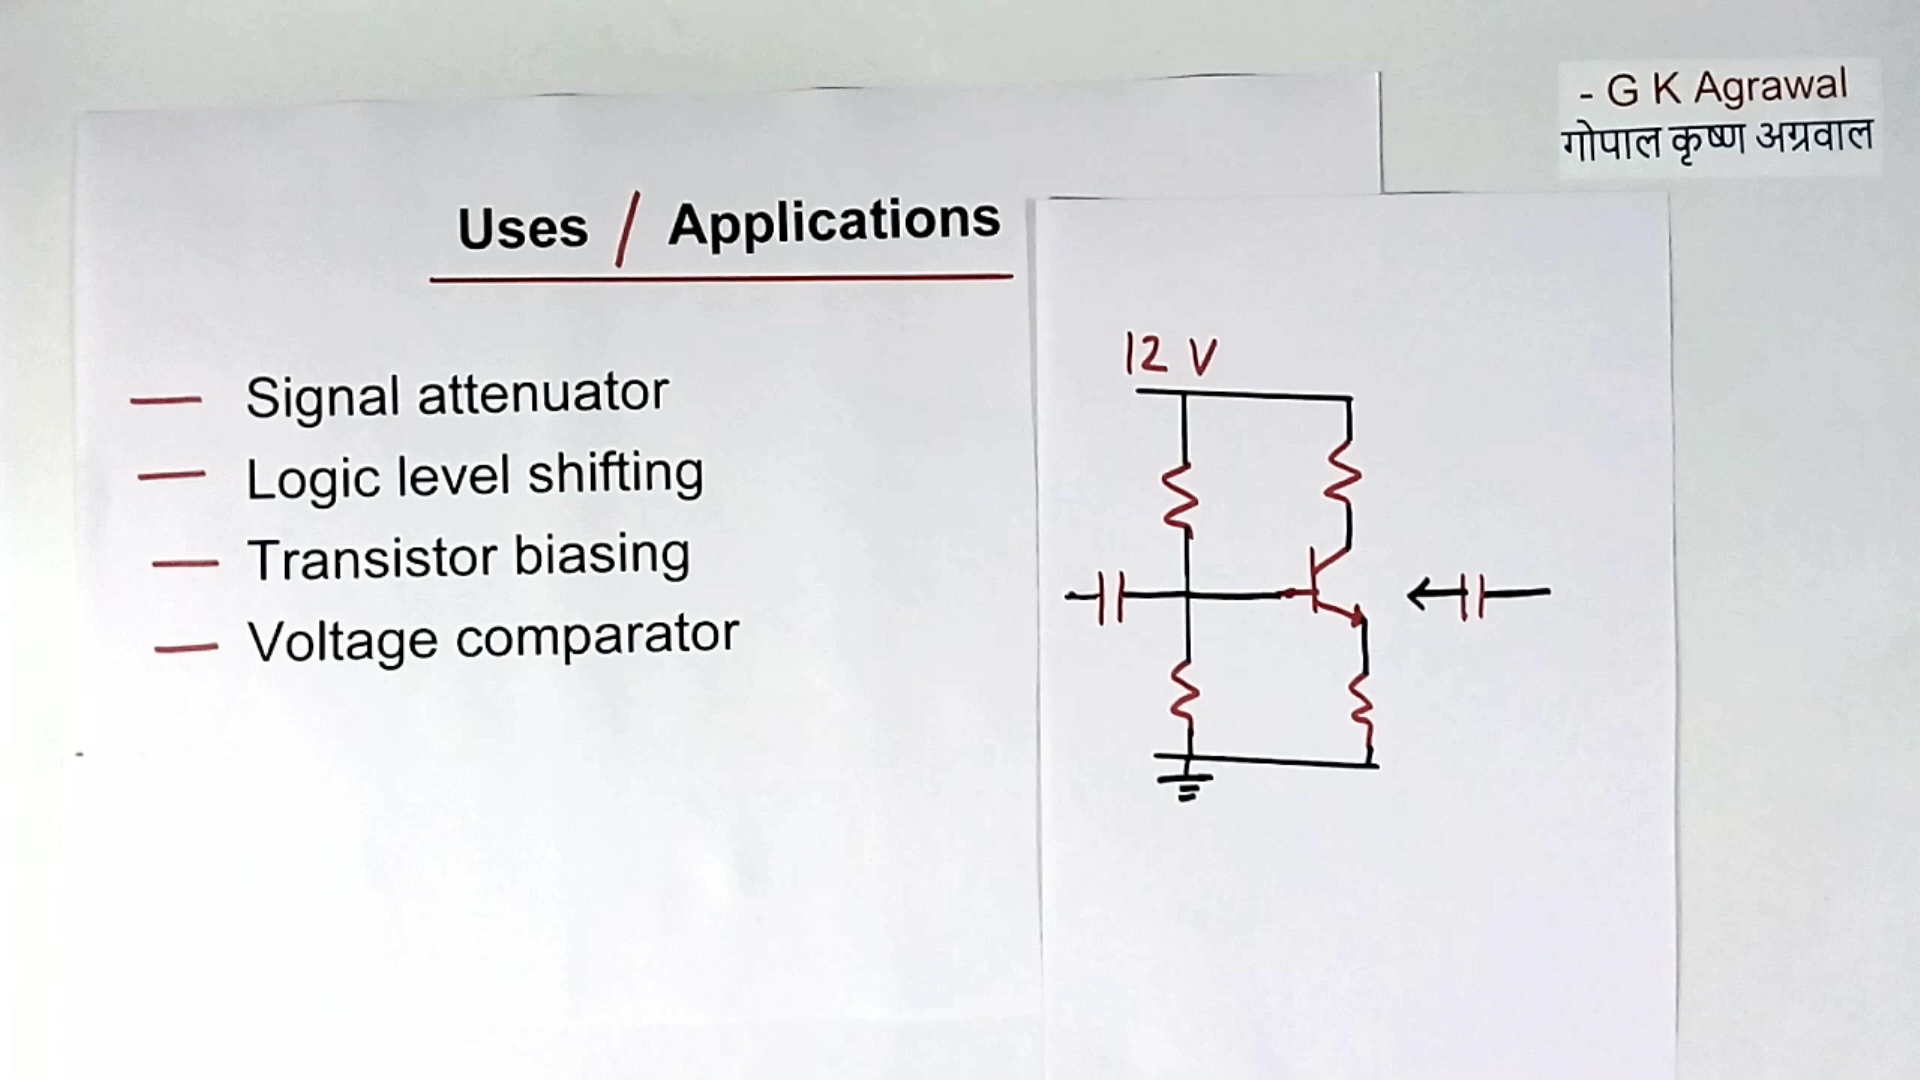 - G K Agrawal
गोपाल कृष्ण अग्रवाल
Uses / Applications
— Signal attenuator
— Logic level shifting
— Transistor biasing
— Voltage comparator
12 V